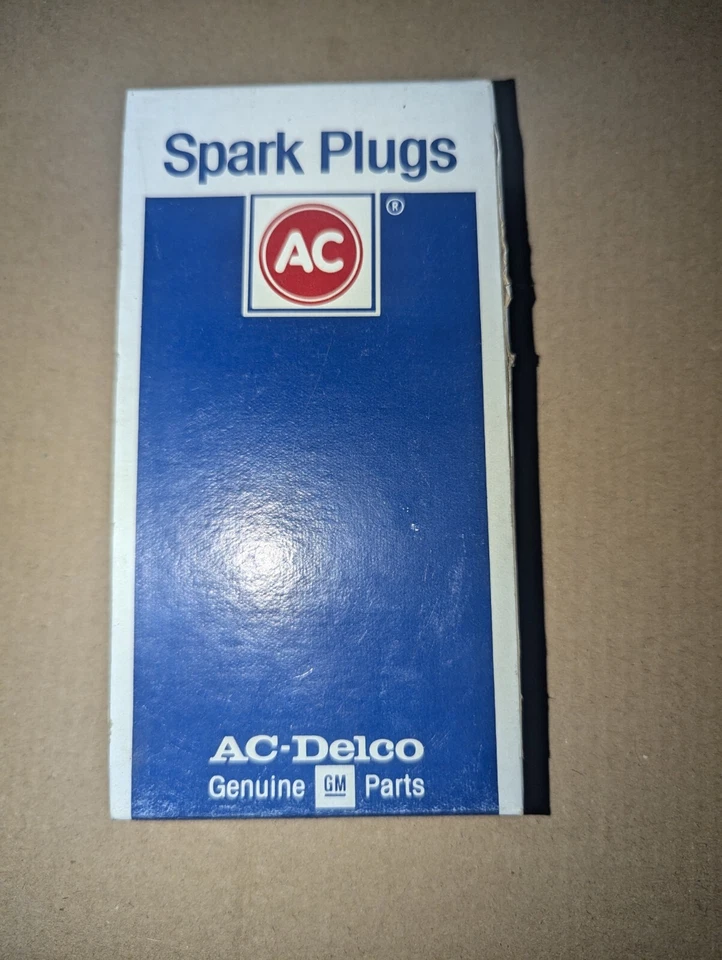 Spark Plugs
AC ®
AC-Delco
Genuine GM Parts